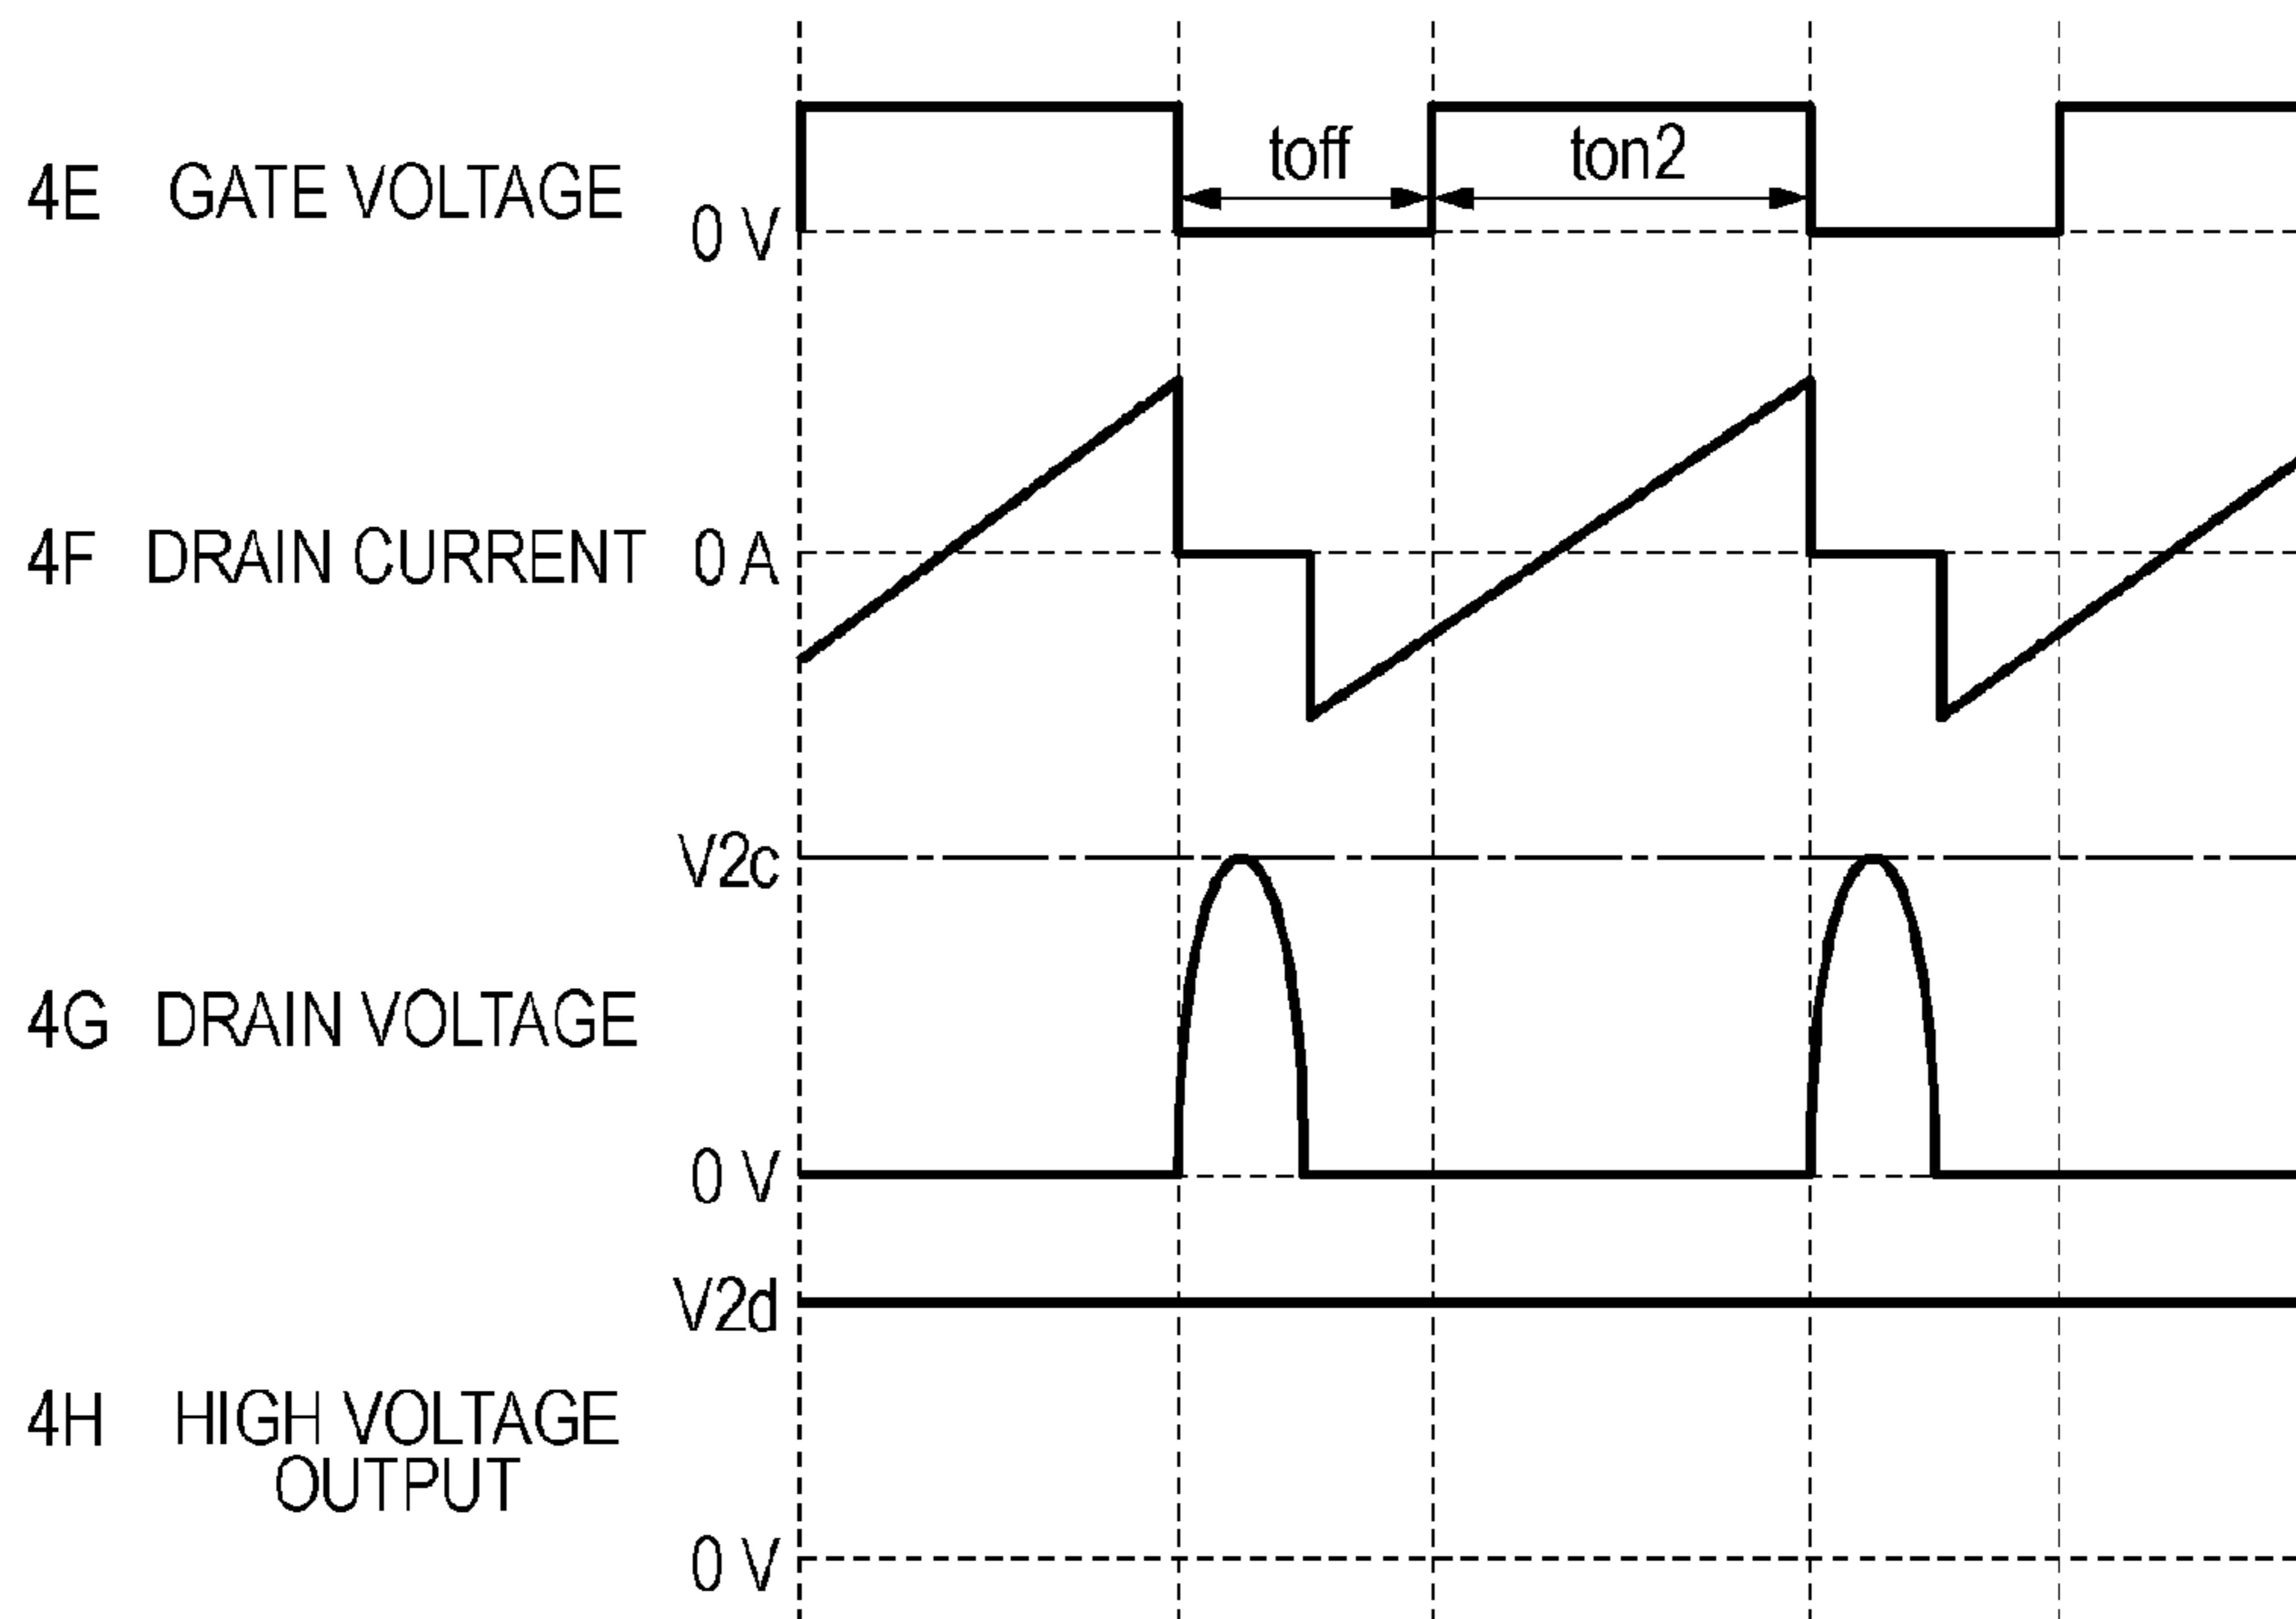 toff
ton2
4E GATE VOLTAGE
0 V
4F DRAIN CURRENT 0 A
V2c
4G DRAIN VOLTAGE
0 V
V2d
4H HIGH VOLTAGE
OUTPUT
0 V